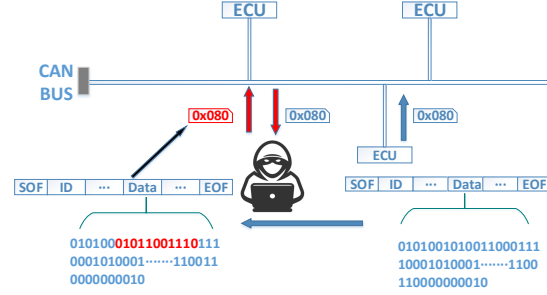 ECU
ECU
CAN
BUS
0x080
0x080
0x080
ECU
SOF ID ... Data ... EOF
SOF ID ... Data ... EOF
01010001011001110111
0001010001·······110011
0000000010
0101001010011000111
10001010001·······1100
110000000010